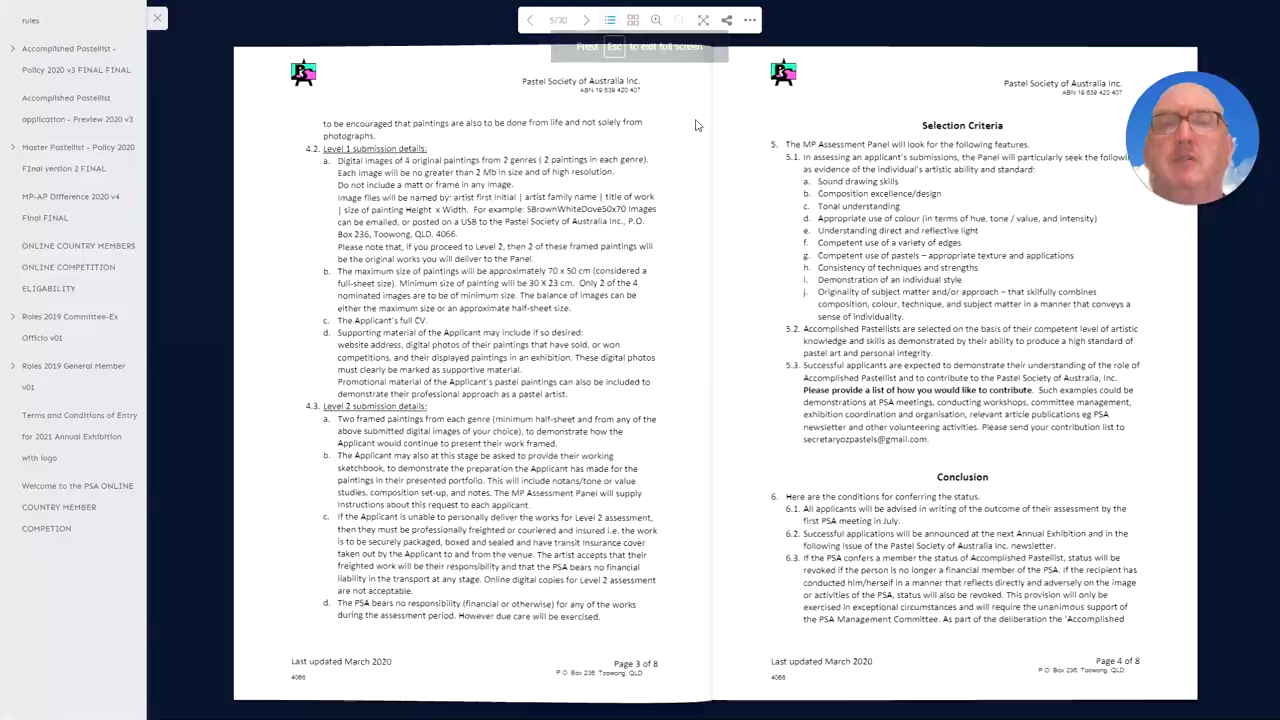 rules
Accomplished Pastellist -
Policy 2020 v3 FINAL FINAL
Accomplished Pastellist
application - Preview 2020 v3
Master Pastellist - Policy 2020
FInal version 2 FINAL
MP-AP Difference 2020 v4
Final FINAL
ONLINE COUNTRY MEMBERS
ONLINE COMPETITION
ELIGABILITY
Roles 2019 Committee-Ex
Officio v01
Roles 2019 General Member
v01
Terms and Conditions of Entry
for 2021 Annual Exhibition
with logo
Welcome to the PSA ONLINE
COUNTRY MEMBER
COMPETION
5/30
Press Esc to exit full screen
Pastel Society of Australia Inc.
ABN 19 639 420 407
to be encouraged that paintings are also to be done from life and not solely from
photographs.
4.2. Level 1 submission details:
a. Digital images of 4 original paintings from 2 genres ( 2 paintings in each genre).
Each image will be no greater than 2 Mb in size and of high resolution.
Do not include a matt or frame in any image.
Image files will be named by: artist first initial | artist family name | title of work
| size of painting Height x Width. For example: SBrownWhiteDove50x70 Images
can be emailed, or posted on a USB to the Pastel Society of Australia Inc., P.O.
Box 236, Toowong, QLD, 4066.
Please note that, if you proceed to Level 2, then 2 of these framed paintings will
be the original works you will deliver to the Panel.
b. The maximum size of paintings will be approximately 70 x 50 cm (considered a
full-sheet size). Minimum size of painting will be 30 X 23 cm. Only 2 of the 4
nominated images are to be of minimum size. The balance of images can be
either the maximum size or an approximate half-sheet size.
c. The Applicant's full CV.
d. Supporting material of the Applicant may include if so desired:
website address, digital photos of their paintings that have sold, or won
competitions, and their displayed paintings in an exhibition. These digital photos
must clearly be marked as supportive material.
Promotional material of the Applicant's pastel paintings can also be included to
demonstrate their professional approach as a pastel artist.
4.3. Level 2 submission details:
a. Two framed paintings from each genre (minimum half-sheet and from any of the
above submitted digital images of your choice), to demonstrate how the
Applicant would continue to present their work framed.
b. The Applicant may also at this stage be asked to provide their working
sketchbook, to demonstrate the preparation the Applicant has made for the
paintings in their presented portfolio. This will include notans/tone or value
studies, composition set-up, and notes. The MP Assessment Panel will supply
instructions about this request to each applicant.
c. If the Applicant is unable to personally deliver the works for Level 2 assessment,
then they must be professionally freighted or couriered and insured i.e. the work
is to be securely packaged, boxed and sealed and have transit insurance cover
taken out by the Applicant to and from the venue. The artist accepts that their
freighted work will be their responsibility and that the PSA bears no financial
liability in the transport at any stage. Online digital copies for Level 2 assessment
are not acceptable.
d. The PSA bears no responsibility (financial or otherwise) for any of the works
during the assessment period. However due care will be exercised.
Last updated March 2020
Page 3 of 8
P.O. Box 236, Toowong, QLD
4066
Pastel Society of Australia Inc.
ABN 19 639 420 407
Selection Criteria
5. The MP Assessment Panel will look for the following features.
5.1. In assessing an applicant's submissions, the Panel will particularly seek the followi
as evidence of the individual's artistic ability and standard:
a. Sound drawing skills
b. Composition excellence/design
c. Tonal understanding
d. Appropriate use of colour (in terms of hue, tone / value, and intensity)
e. Understanding direct and reflective light
f. Competent use of a variety of edges
g. Competent use of pastels – appropriate texture and applications
h. Consistency of techniques and strengths
i. Demonstration of an individual style
j. Originality of subject matter and/or approach – that skilfully combines
composition, colour, technique, and subject matter in a manner that conveys a
sense of individuality.
5.2. Accomplished Pastellists are selected on the basis of their competent level of artistic
knowledge and skills as demonstrated by their ability to produce a high standard of
pastel art and personal integrity.
5.3. Successful applicants are expected to demonstrate their understanding of the role of
Accomplished Pastellist and to contribute to the Pastel Society of Australia, Inc.
Please provide a list of how you would like to contribute. Such examples could be
demonstrations at PSA meetings, conducting workshops, committee management,
exhibition coordination and organisation, relevant article publications eg PSA
newsletter and other volunteering activities. Please send your contribution list to
secretaryozpastels@gmail.com.
Conclusion
6. Here are the conditions for conferring the status.
6.1. All applicants will be advised in writing of the outcome of their assessment by the
first PSA meeting in July.
6.2. Successful applications will be announced at the next Annual Exhibition and in the
following issue of the Pastel Society of Australia Inc. newsletter.
6.3. If the PSA confers a member the status of Accomplished Pastellist, status will be
revoked if the person is no longer a financial member of the PSA. If the recipient has
conducted him/herself in a manner that reflects directly and adversely on the image
or activities of the PSA, status will also be revoked. This provision will only be
exercised in exceptional circumstances and will require the unanimous support of
the PSA Management Committee. As part of the deliberation the 'Accomplished
Last updated March 2020
Page 4 of 8
P.O. Box 236, Toowong, QLD
4066